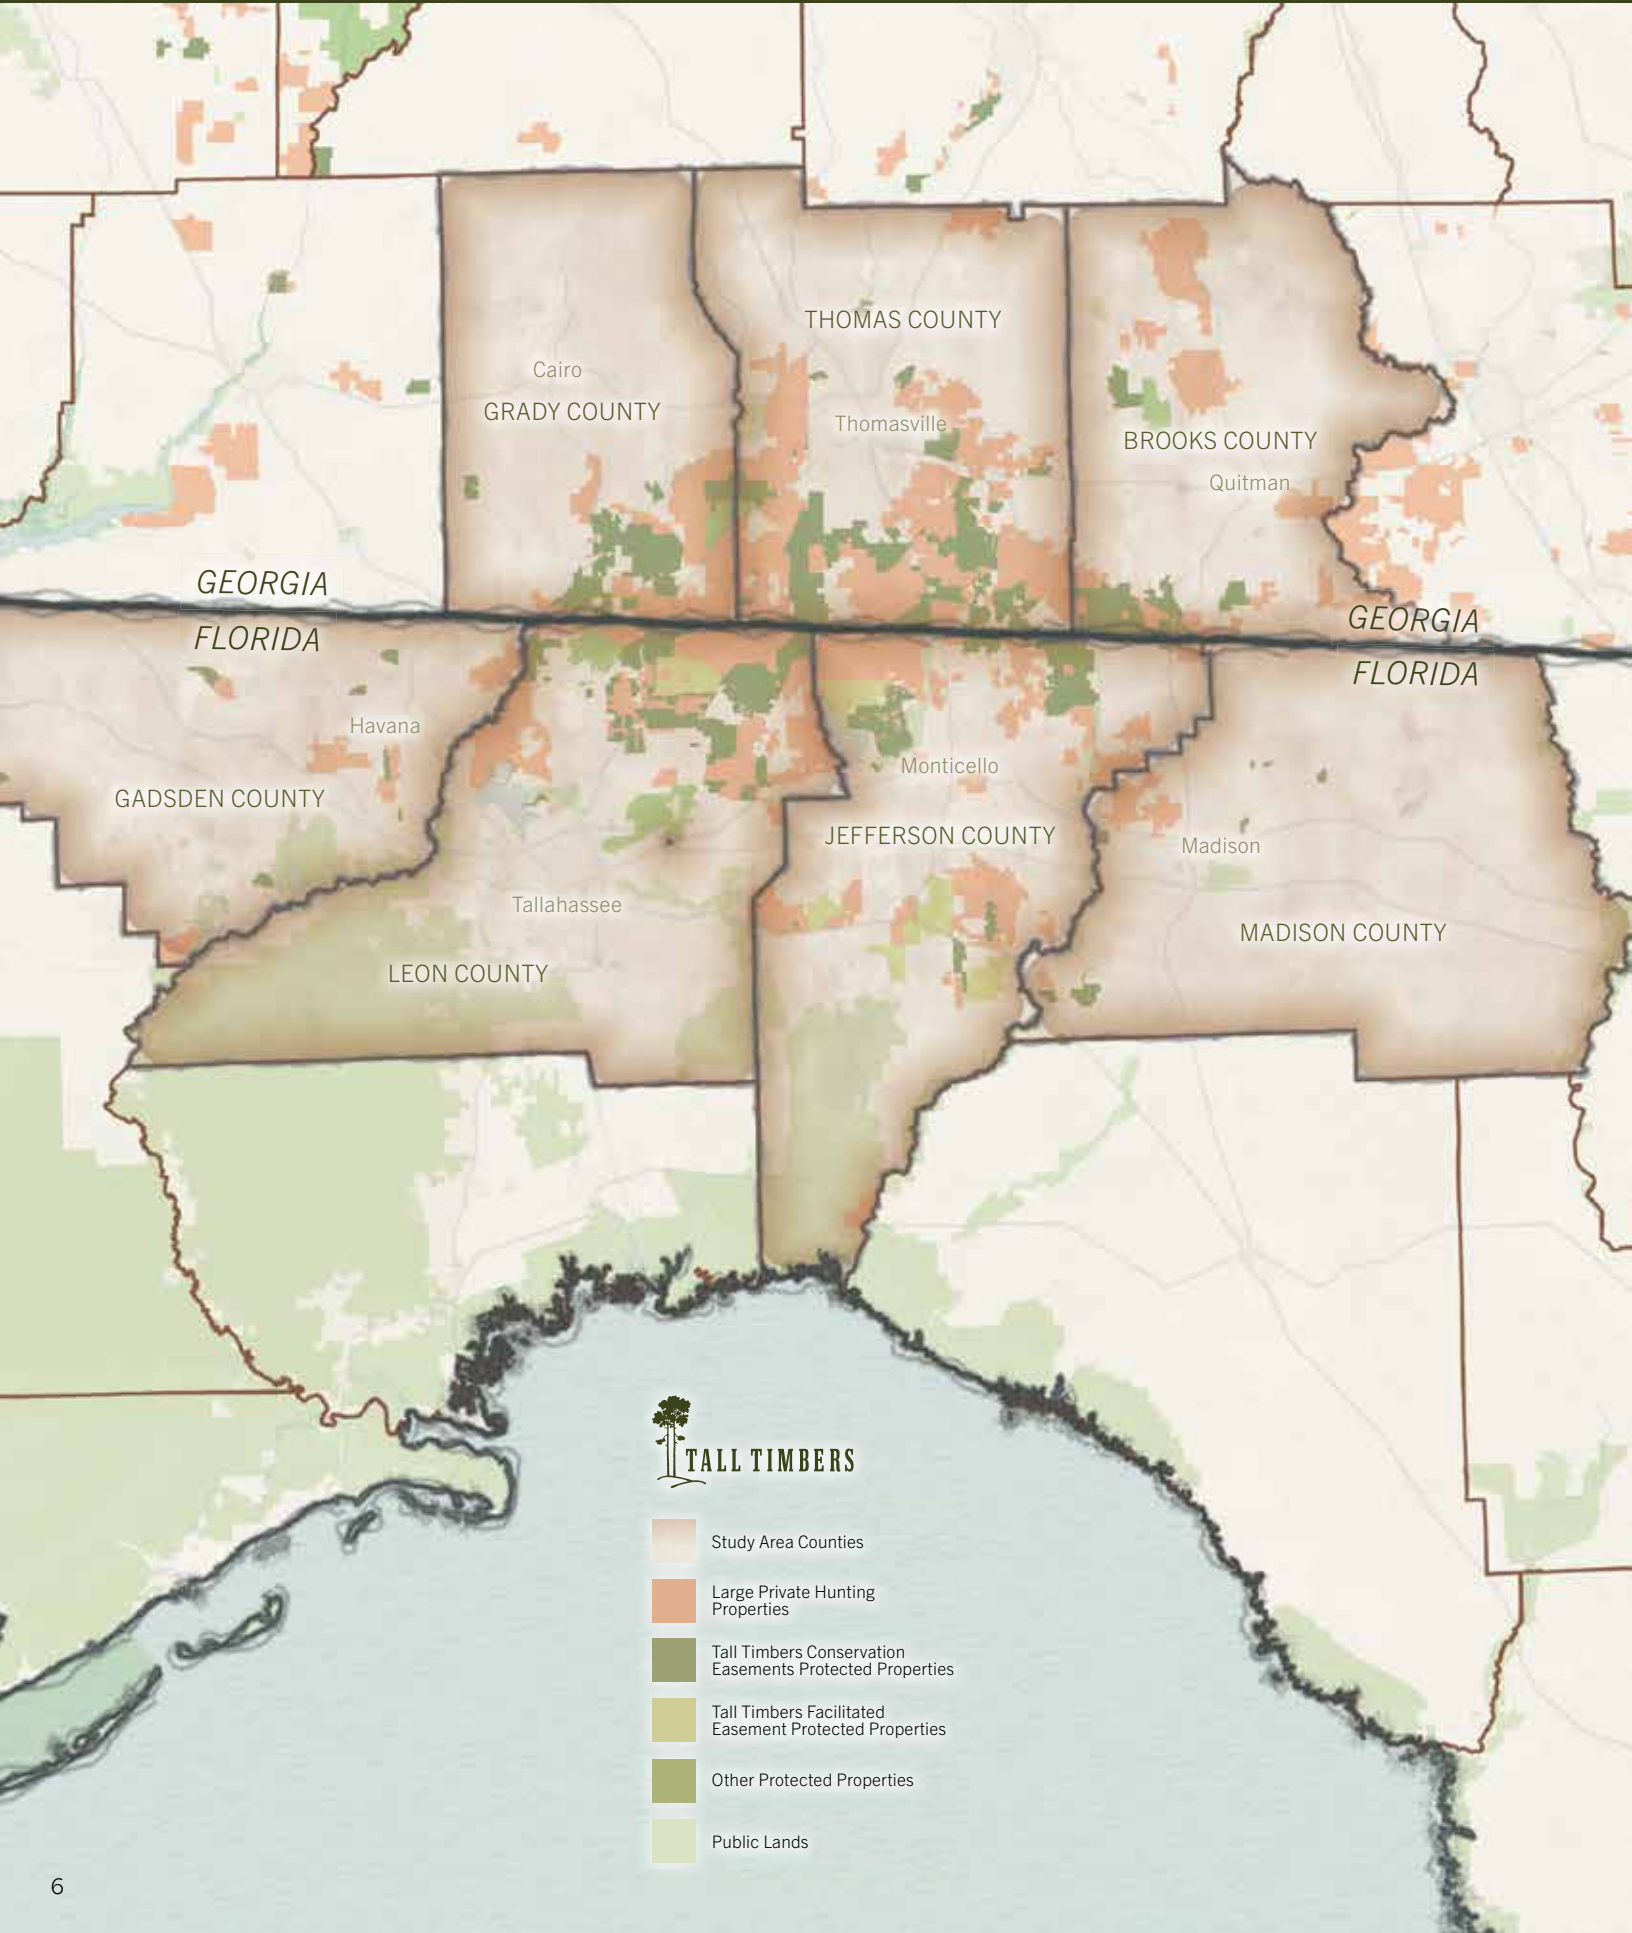 THOMAS COUNTY
Cairo
GRADY COUNTY
Thomasville
BROOKS COUNTY
Quitman
GEORGIA
FLORIDA
GEORGIA
FLORIDA
Havana
GADSDEN COUNTY
Monticello
JEFFERSON COUNTY
Madison
Tallahassee
MADISON COUNTY
LEON COUNTY
TALL TIMBERS
Study Area Counties
Large Private Hunting
Properties
Tall Timbers Conservation
Easements Protected Properties
Tall Timbers Facilitated
Easement Protected Properties
Other Protected Properties
Public Lands
6